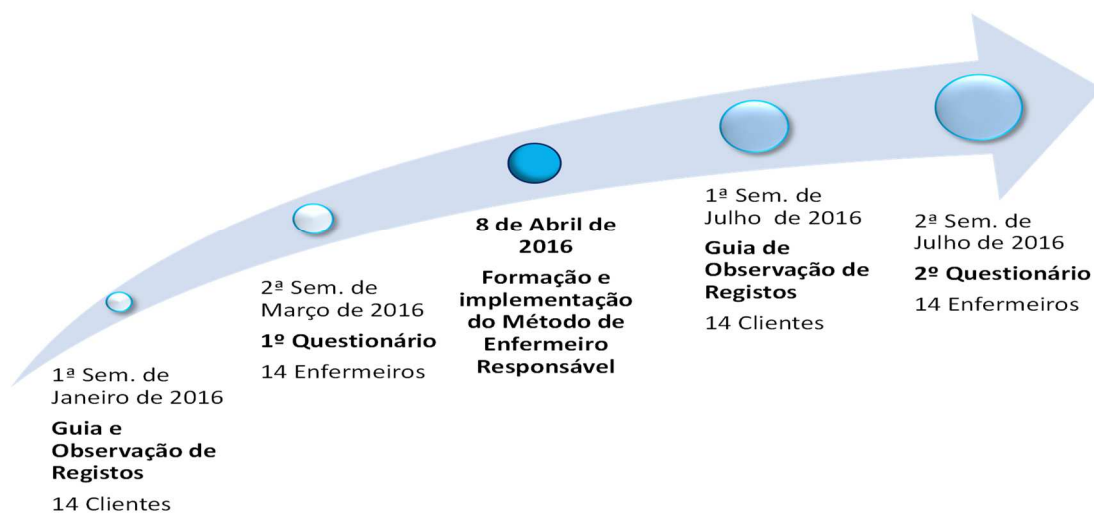 1ª Sem. de
Janeiro de 2016
Guia e
Observação de
Registos
14 Clientes
2ª Sem. de
Março de 2016
1º Questionário
14 Enfermeiros
8 de Abril de
2016
Formação e
implementação
do Método de
Enfermeiro
Responsável
1ª Sem. de
Julho de 2016
Guia de
Observação de
Registos
14 Clientes
2ª Sem. de
Julho de 2016
2º Questionário
14 Enfermeiros